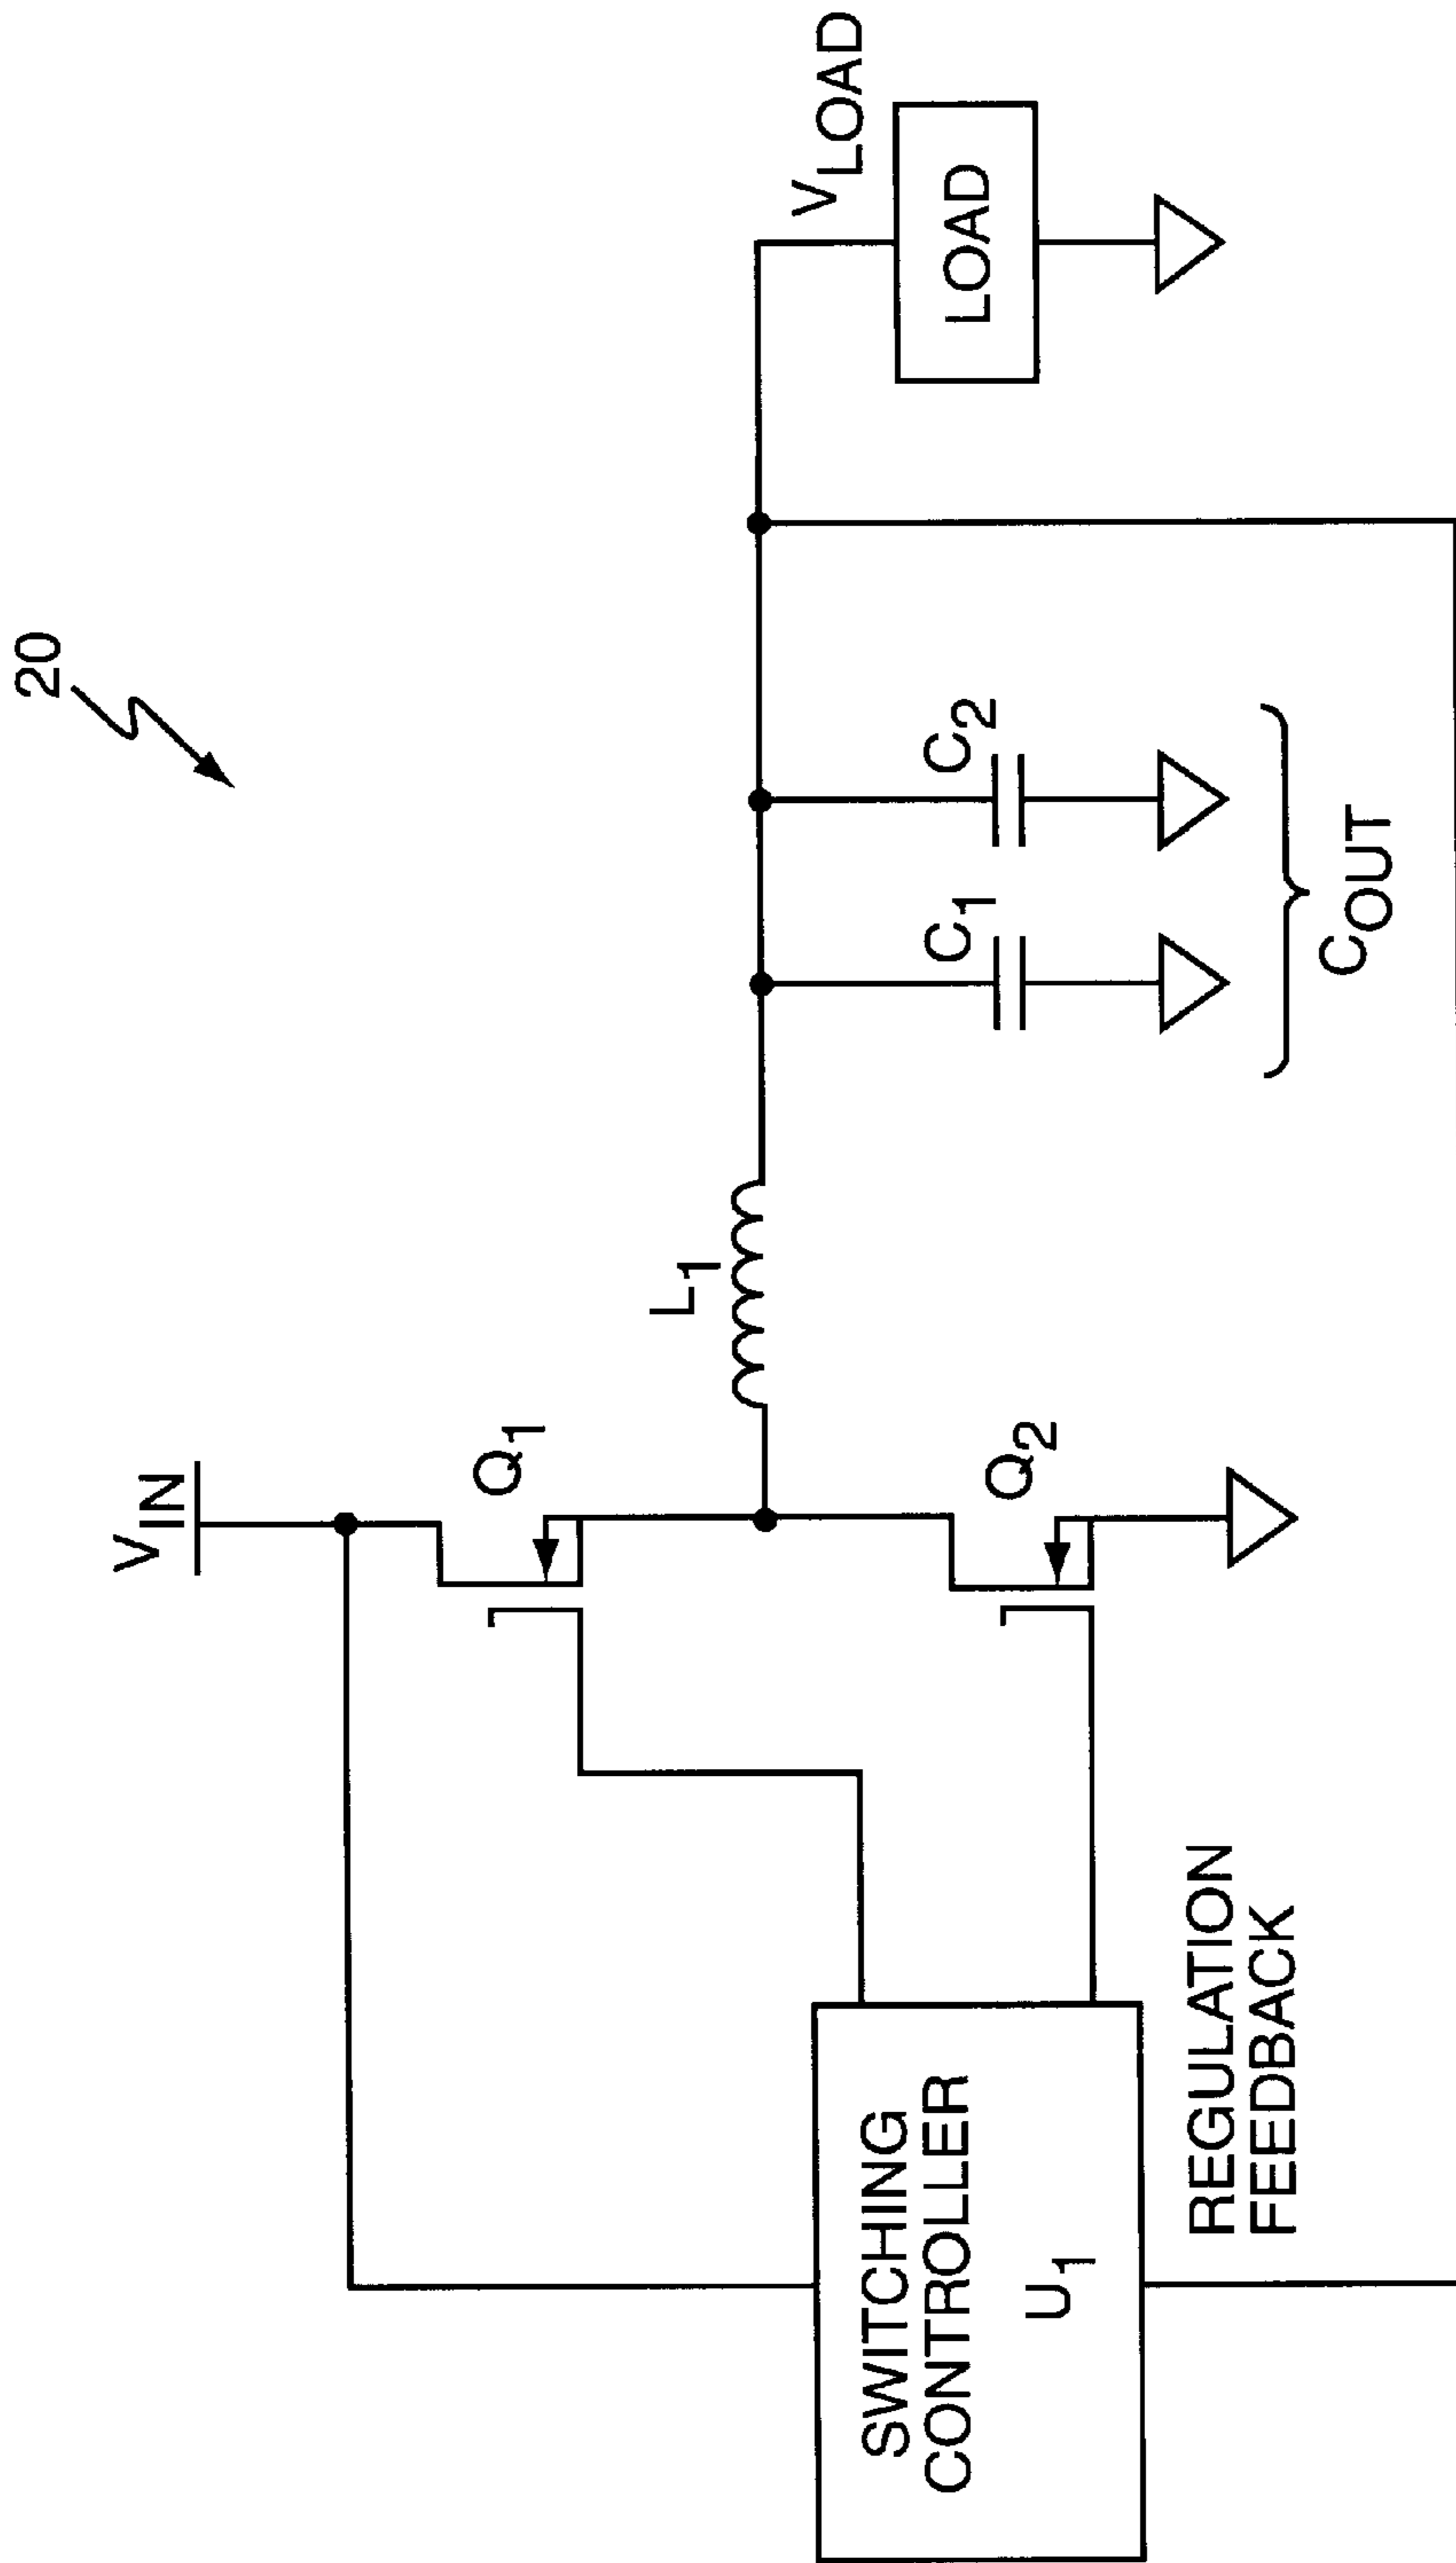 20
V_IN
Q_1
L_1
V_LOAD
LOAD
C_1
C_2
C_OUT
Q_2
SWITCHING
CONTROLLER
U_1
REGULATION
FEEDBACK